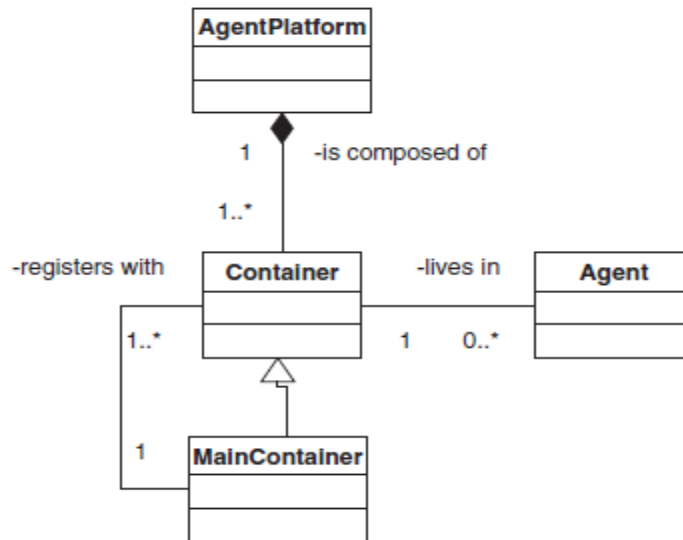 AgentPlatform
1
-is composed of
1..*
-registers with
Container
-lives in
Agent
1..*
1
0..*
1
MainContainer